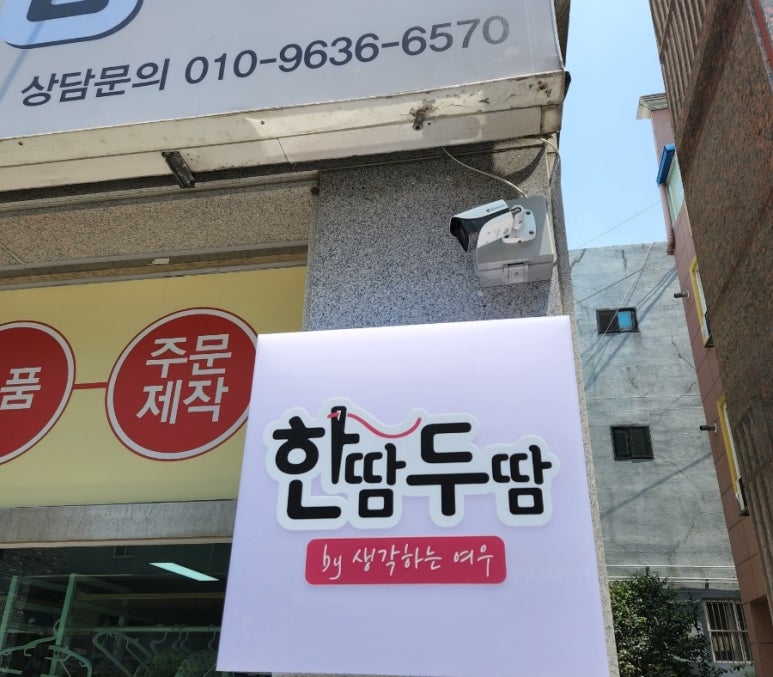 상담문의 010-9636-6570
품
주문
제작
한땀두땀
by 생각하는 여우